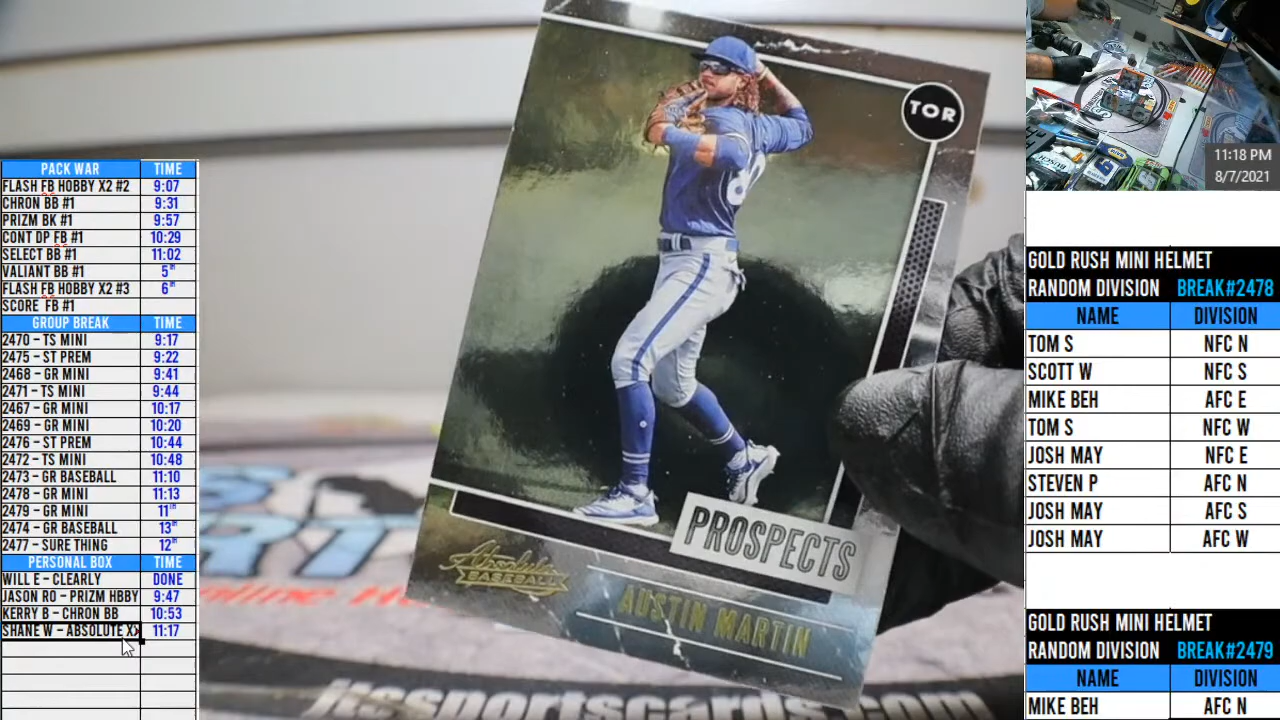 PACK WAR TIME
FLASH FB HOBBY X2 #2 9:07
CHRON BB #1 9:31
PRIZM BK #1 9:57
CONT DP FB #1 10:29
SELECT BB #1 11:02
VALIANT BB #1 5TH
FLASH FB HOBBY X2 #3 6TH
SCORE FB #1
GROUP BREAK TIME
2470 – TS MINI 9:17
2475 – ST PREM 9:22
2468 – GR MINI 9:41
2471 – TS MINI 9:44
2467 – GR MINI 10:17
2469 – GR MINI 10:20
2476 – ST PREM 10:44
2472 – TS MINI 10:48
2473 – GR BASEBALL 11:10
2478 – GR MINI 11:13
2479 – GR MINI 11TH
2474 – GR BASEBALL 13TH
2477 – SURE THING 12TH
PERSONAL BOX TIME
WILL E – CLEARLY DONE
JASON RO – PRIZM HBBY 9:47
KERRY B – CHRON BB 10:53
SHANE W – ABSOLUTE X 11:17
TOR
PROSPECTS
Absolute
BASEBALL
AUSTIN MARTIN
jcssportscards.com
11:18 PM
8/7/2021
GOLD RUSH MINI HELMET
RANDOM DIVISION BREAK#2478
NAME DIVISION
TOM S NFC N
SCOTT W NFC S
MIKE BEH AFC E
TOM S NFC W
JOSH MAY NFC E
STEVEN P AFC N
JOSH MAY AFC S
JOSH MAY AFC W
GOLD RUSH MINI HELMET
RANDOM DIVISION BREAK#2479
NAME DIVISION
MIKE BEH AFC N